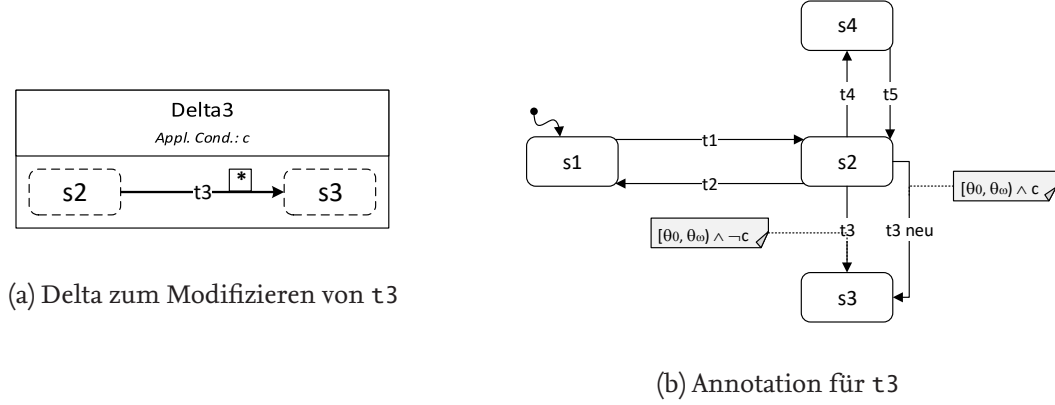 Delta3
Appl. Cond.: c
s2
t3
*
s3
(a) Delta zum Modifizieren von t3
s4
t4
t5
s1
t1
s2
t2
[θ0, θω) ∧ c
[θ0, θω) ∧ ¬c
t3
t3 neu
s3
(b) Annotation für t3